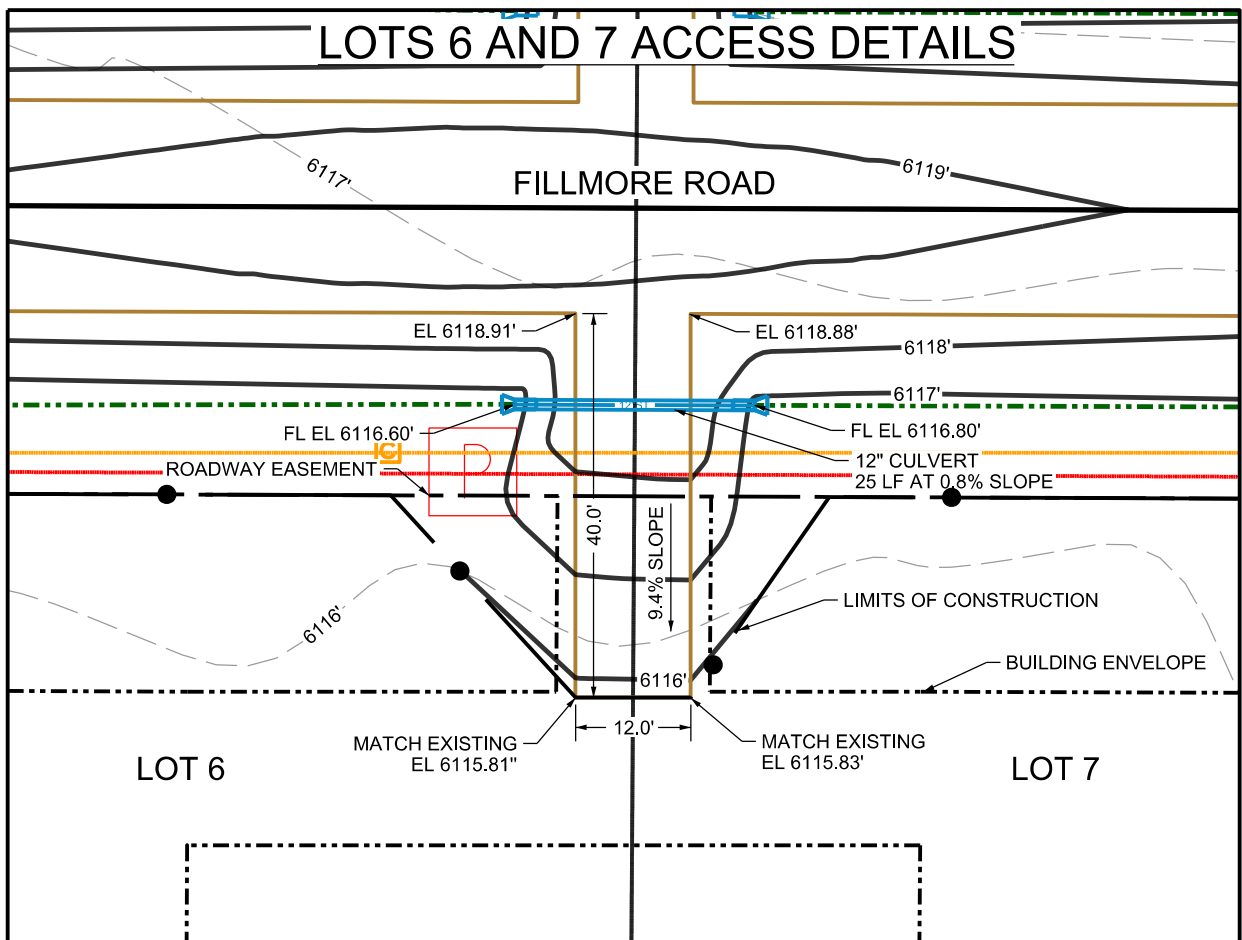 LOTS 6 AND 7 ACCESS DETAILS
6117'
6119'
FILLMORE ROAD
EL 6118.91'
EL 6118.88'
6118'
6117'
FL EL 6116.60'
FL EL 6116.80'
C
P
12" CULVERT
25 LF AT 0.8% SLOPE
ROADWAY EASEMENT
40.0'
9.4% SLOPE
6116'
LIMITS OF CONSTRUCTION
BUILDING ENVELOPE
6116'
12.0'
MATCH EXISTING
EL 6115.81"
MATCH EXISTING
EL 6115.83'
LOT 6
LOT 7